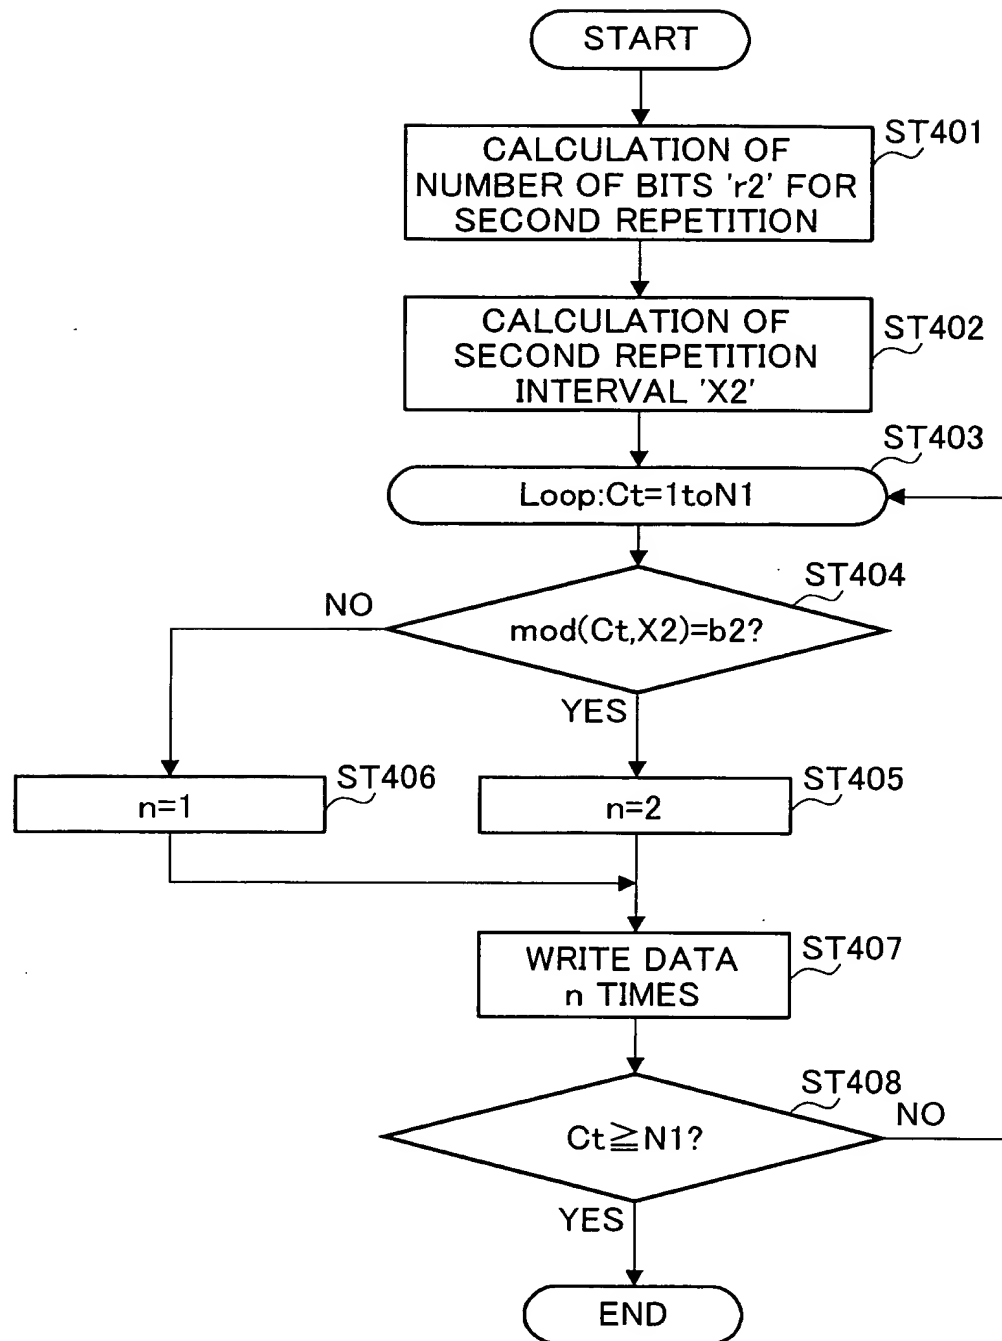 START
ST401
CALCULATION OF
NUMBER OF BITS 'r2' FOR
SECOND REPETITION
ST402
CALCULATION OF
SECOND REPETITION
INTERVAL 'X2'
ST403
Loop:Ct=1toN1
ST404
NO
mod(Ct,X2)=b2?
YES
ST406
n=1
ST405
n=2
ST407
WRITE DATA
n TIMES
ST408
NO
Ct≧N1?
YES
END